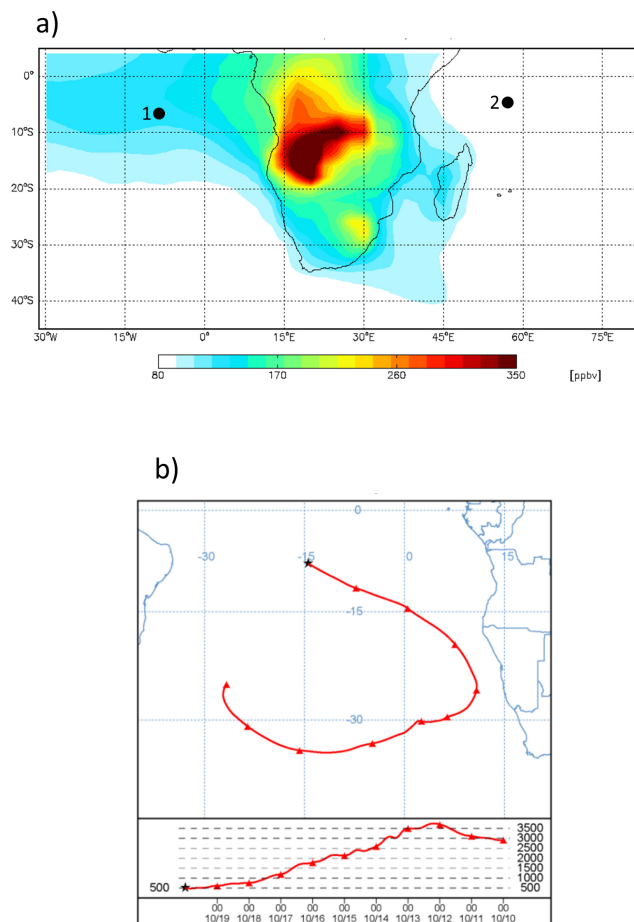 a)
0°
10°S
20°S
30°S
40°S
1
2
30°W 15°W 0° 15°E 30°E 45°E 60°E 75°E
80 170 260 350 [ppbv]
b)
0
-30 -15 0 15
-15
-30
500
3500
3000
2500
2000
1500
1000
500
00 00 00 00 00 00 00 00 00 00
10/19 10/18 10/17 10/16 10/15 10/14 10/13 10/12 10/11 10/10